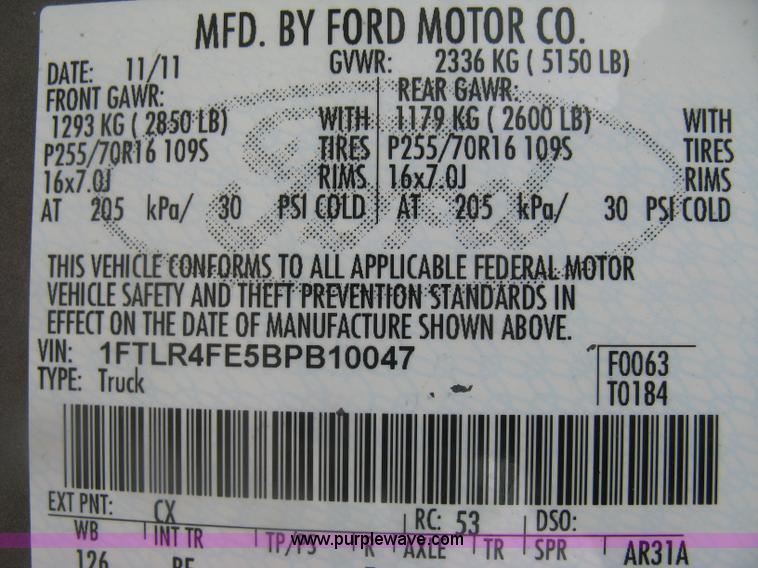 MFD. BY FORD MOTOR CO.
DATE: 11/11 GVWR: 2336 KG ( 5150 LB)
FRONT GAWR: REAR GAWR:
1293 KG ( 2850 LB) WITH 1179 KG ( 2600 LB) WITH
P255/70R16 109S TIRES P255/70R16 109S TIRES
16x7.0J RIMS 16x7.0J RIMS
AT 205 kPa/ 30 PSI COLD AT 205 kPa/ 30 PSI COLD
Ford
THIS VEHICLE CONFORMS TO ALL APPLICABLE FEDERAL MOTOR
VEHICLE SAFETY AND THEFT PREVENTION STANDARDS IN
EFFECT ON THE DATE OF MANUFACTURE SHOWN ABOVE.
VIN: 1FTLR4FE5BPB10047 F0063
TYPE: Truck T0184
EXT PNT: CX RC: 53 DSO:
WB INT TR TP/PS R AXLE TR SPR AR31A
www.purplewave.com
126